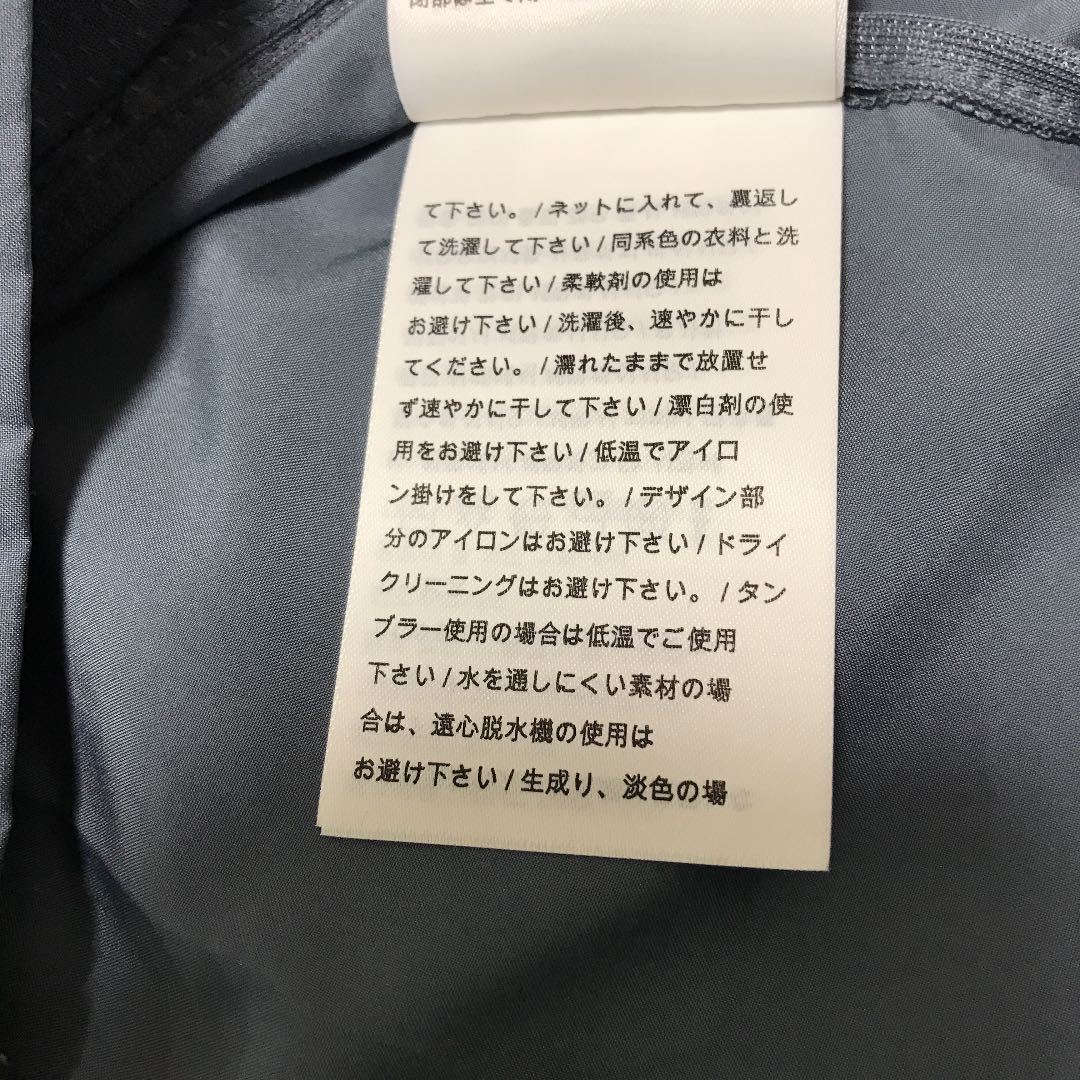 て下さい。/ネットに入れて、裏返し
て洗濯して下さい/同系色の衣料と洗
濯して下さい/柔軟剤の使用は
お避け下さい/洗濯後、速やかに干し
てください。/濡れたままで放置せ
ず速やかに干して下さい/漂白剤の使
用をお避け下さい/低温でアイロ
ン掛けをして下さい。/デザイン部
分のアイロンはお避け下さい/ドライ
クリーニングはお避け下さい。/タン
ブラー使用の場合は低温でご使用
下さい/水を通しにくい素材の場
合は、遠心脱水機の使用は
お避け下さい/生成り、淡色の場